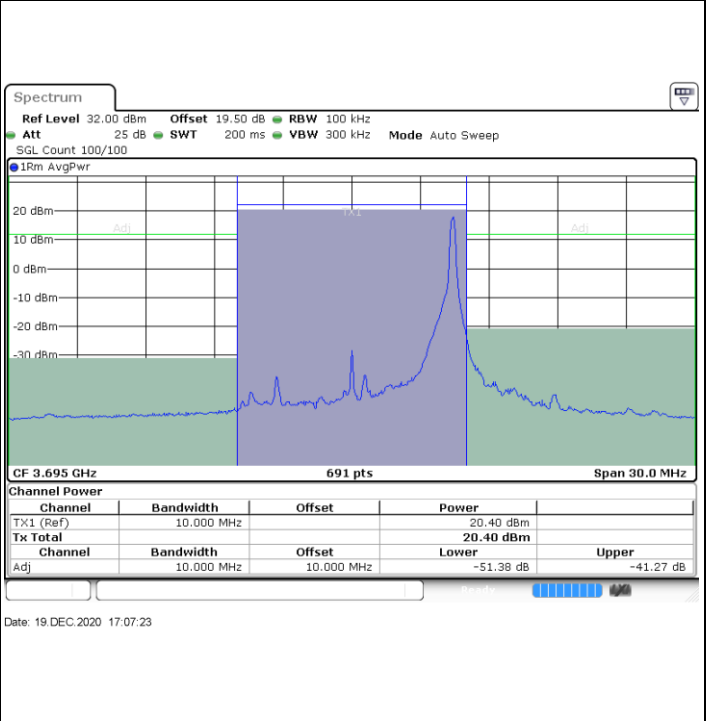 Spectrum
Ref Level 32.00 dBm Offset 19.50 dB RBW 100 kHz
Att 25 dB SWT 200 ms VBW 300 kHz Mode Auto Sweep
SGL Count 100/100
1Rm AvgPwr
TX1
20 dBm
Adj Adj
10 dBm
0 dBm
-10 dBm
-20 dBm
-30 dBm
CF 3.695 GHz 691 pts Span 30.0 MHz
Channel Power
Channel Bandwidth Offset Power
TX1 (Ref) 10.000 MHz 20.40 dBm
Tx Total 20.40 dBm
Channel Bandwidth Offset Lower Upper
Adj 10.000 MHz 10.000 MHz -51.38 dB -41.27 dB
Ready
Date: 19.DEC.2020 17:07:23